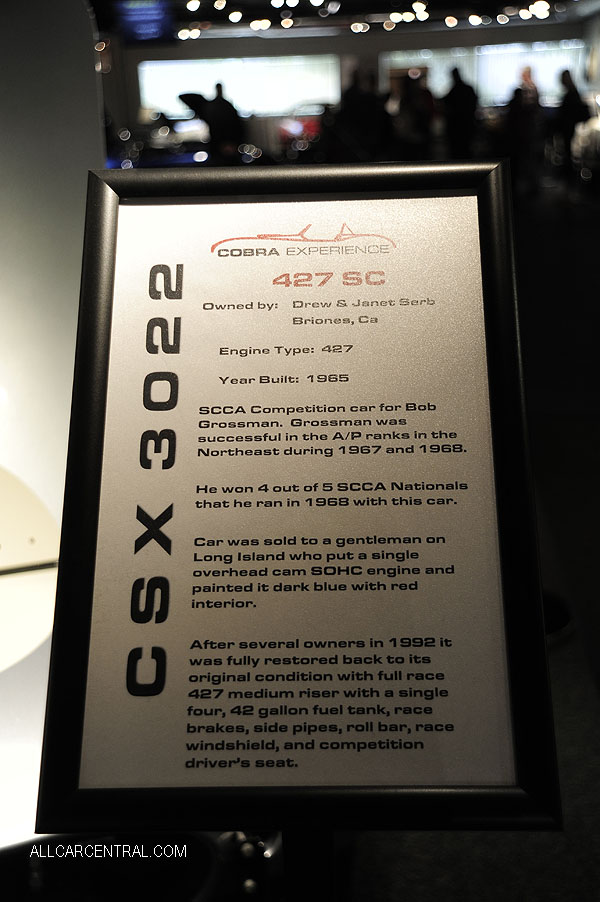 COBRA EXPERIENCE
427 SC
Owned by: Drew & Janet Serb
Briones, Ca
Engine Type: 427
Year Built: 1965
SCCA Competition car for Bob
Grossman. Grossman was
successful in the A/P ranks in the
Northeast during 1967 and 1968.
He won 4 out of 5 SCCA Nationals
that he ran in 1968 with this car.
Car was sold to a gentleman on
Long Island who put a single
overhead cam SOHC engine and
painted it dark blue with red
interior.
After several owners in 1992 it
was fully restored back to its
original condition with full race
427 medium riser with a single
four, 42 gallon fuel tank, race
brakes, side pipes, roll bar, race
windshield, and competition
driver's seat.
CSX 3022
ALLCARCENTRAL.COM